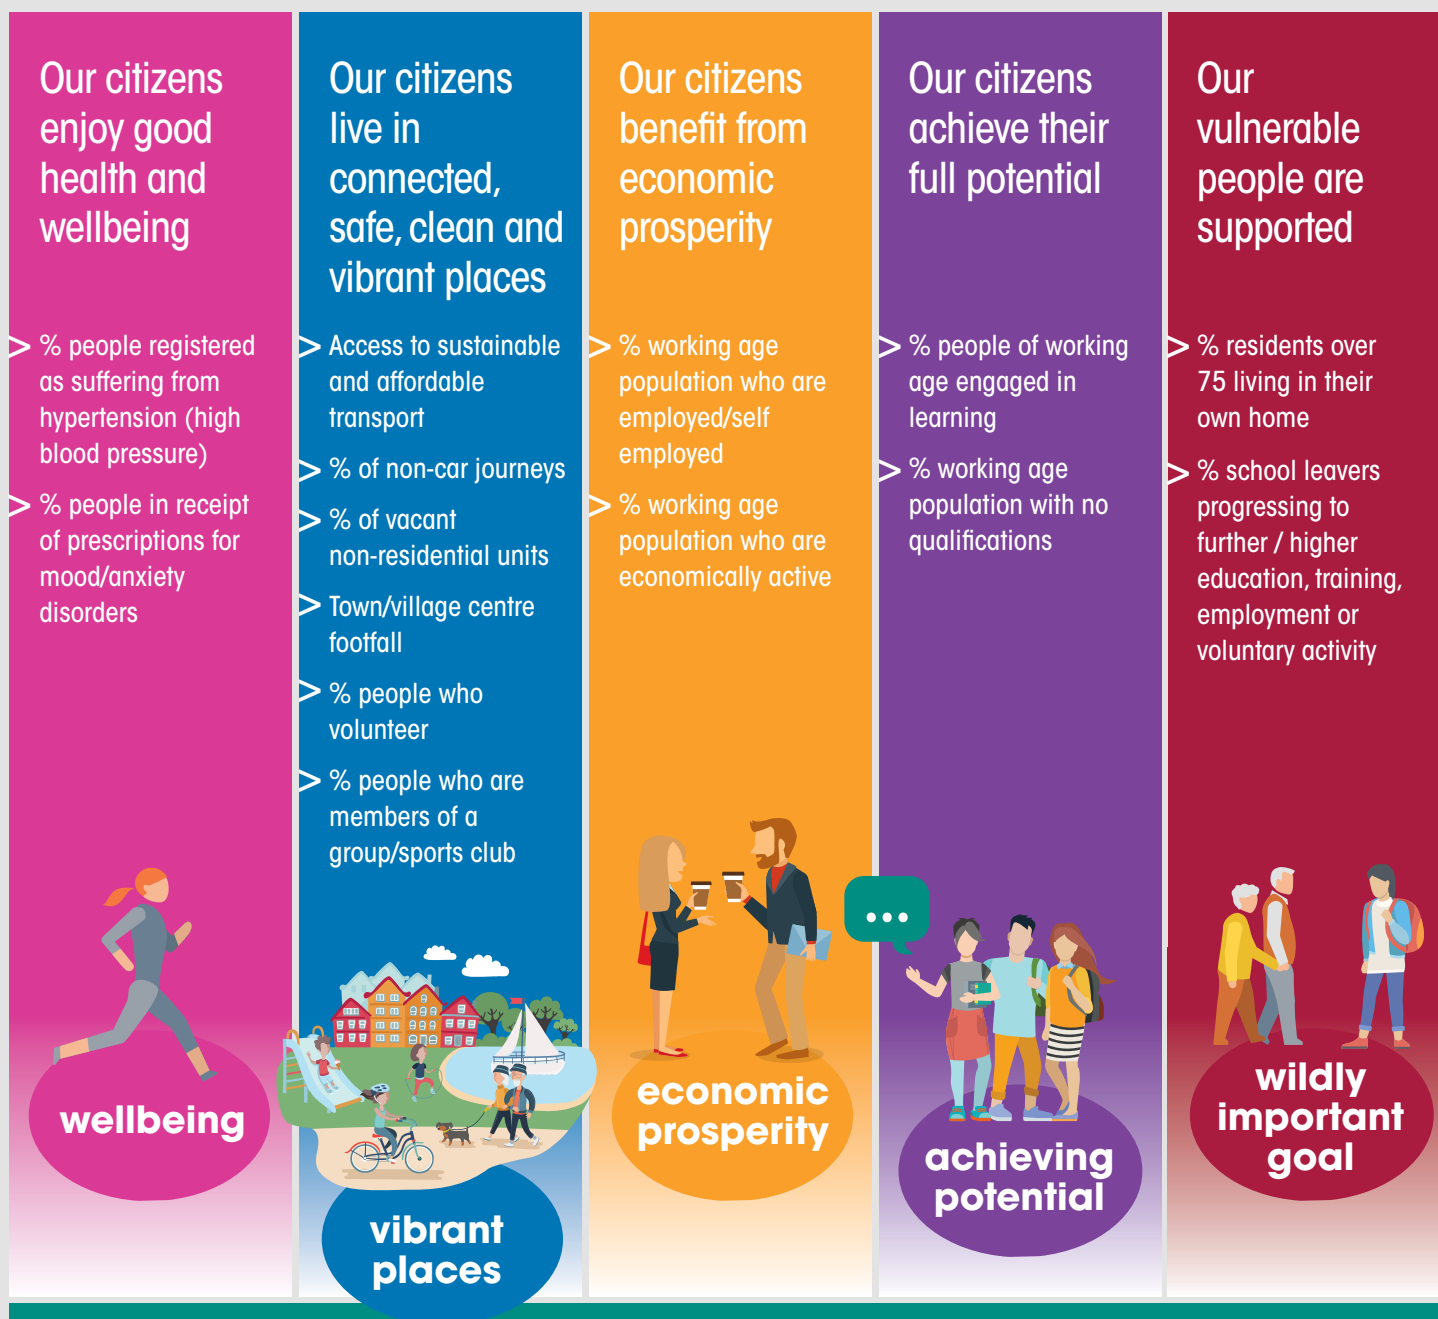 Our citizens
enjoy good
health and
wellbeing
> % people registered
as suffering from
hypertension (high
blood pressure)
> % people in receipt
of prescriptions for
mood/anxiety
disorders
wellbeing
Our citizens
live in
connected,
safe, clean and
vibrant places
> Access to sustainable
and affordable
transport
> % of non-car journeys
> % of vacant
non-residential units
> Town/village centre
footfall
> % people who
volunteer
> % people who are
members of a
group/sports club
vibrant
places
Our citizens
benefit from
economic
prosperity
> % working age
population who are
employed/self
employed
> % working age
population who are
economically active
economic
prosperity
Our citizens
achieve their
full potential
> % people of working
age engaged in
learning
> % working age
population with no
qualifications
achieving
potential
Our
vulnerable
people are
supported
> % residents over
75 living in their
own home
> % school leavers
progressing to
further / higher
education, training,
employment or
voluntary activity
wildly
important
goal